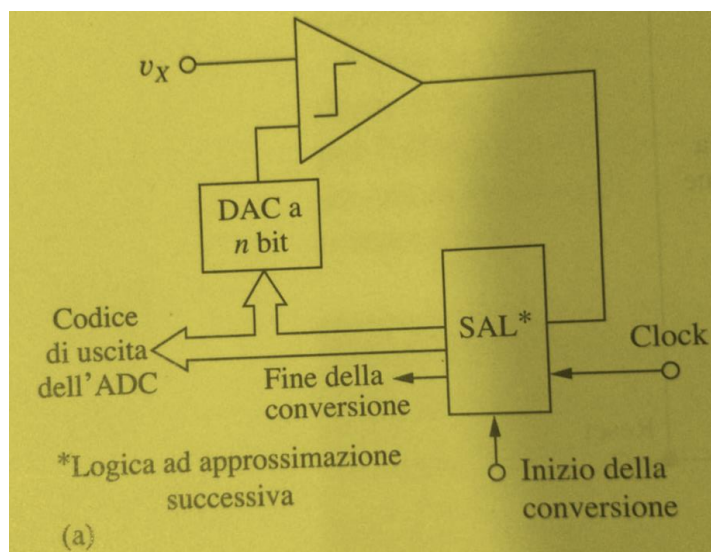 vX
DAC a
n bit
Codice
di uscita
dell'ADC
SAL*
Clock
Fine della
conversione
*Logica ad approssimazione
successiva
Inizio della
conversione
(a)